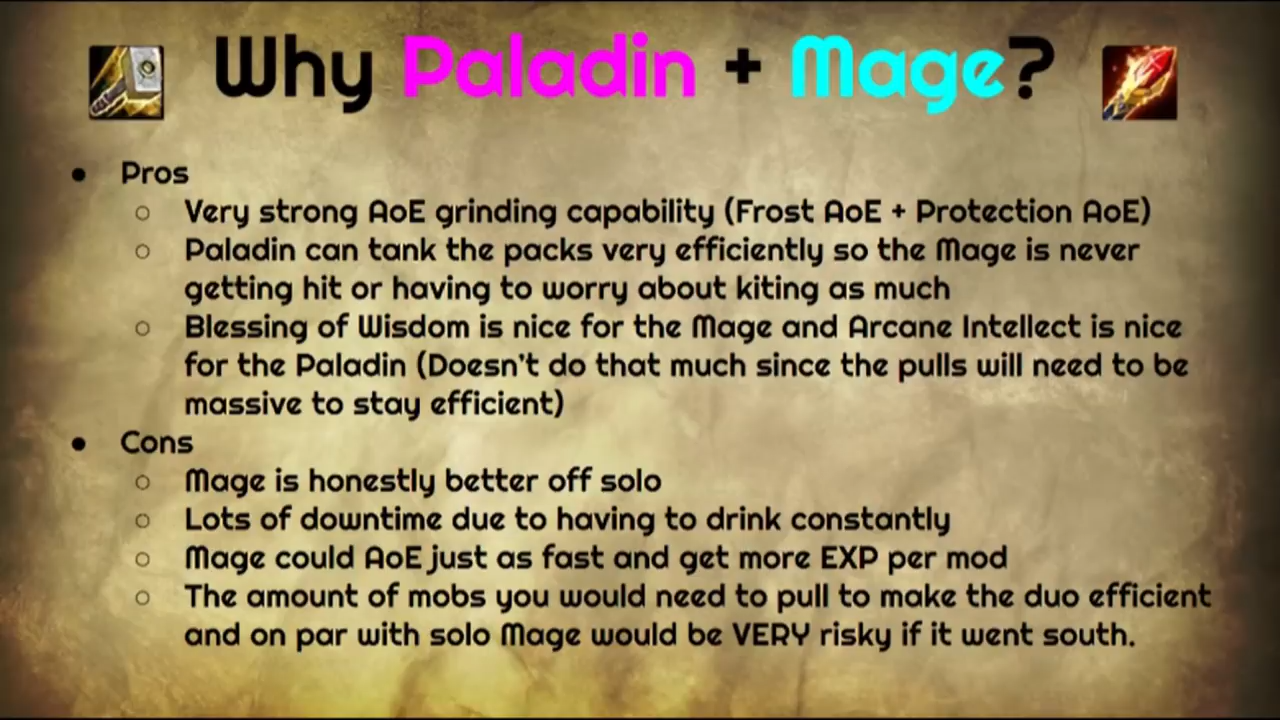 Why Paladin + Mage?
● Pros
○ Very strong AoE grinding capability (Frost AoE + Protection AoE)
○ Paladin can tank the packs very efficiently so the Mage is never
getting hit or having to worry about kiting as much
○ Blessing of Wisdom is nice for the Mage and Arcane Intellect is nice
for the Paladin (Doesn't do that much since the pulls will need to be
massive to stay efficient)
● Cons
○ Mage is honestly better off solo
○ Lots of downtime due to having to drink constantly
○ Mage could AoE just as fast and get more EXP per mod
○ The amount of mobs you would need to pull to make the duo efficient
and on par with solo Mage would be VERY risky if it went south.